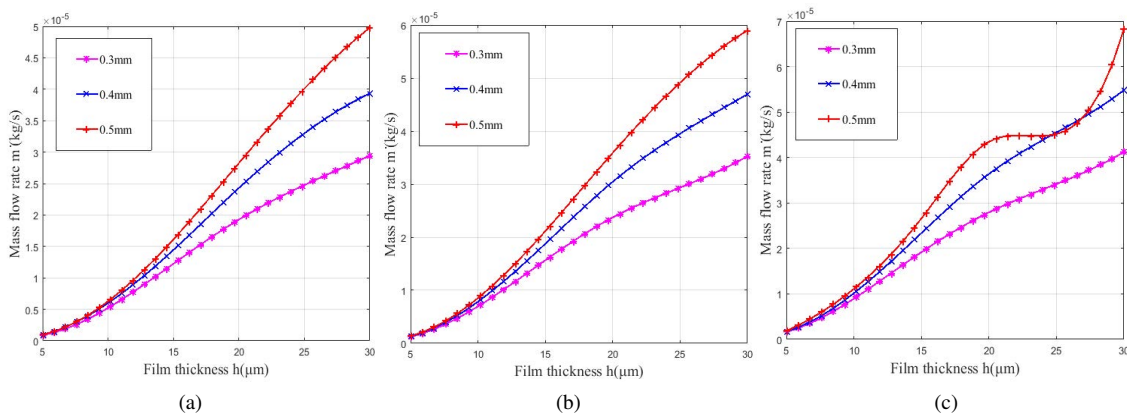 ×10⁻⁵
5
4.5
4
3.5
3
2.5
2
1.5
1
0.5
0
Mass flow rate ṁ (kg/s)
0.3mm
0.4mm
0.5mm
5 10 15 20 25 30
Film thickness h(μm)
(a)
×10⁻⁵
6
5
4
3
2
1
0
Mass flow rate ṁ (kg/s)
0.3mm
0.4mm
0.5mm
5 10 15 20 25 30
Film thickness h(μm)
(b)
×10⁻⁵
7
6
5
4
3
2
1
0
Mass flow rate ṁ (kg/s)
0.3mm
0.4mm
0.5mm
5 10 15 20 25 30
Film thickness h(μm)
(c)